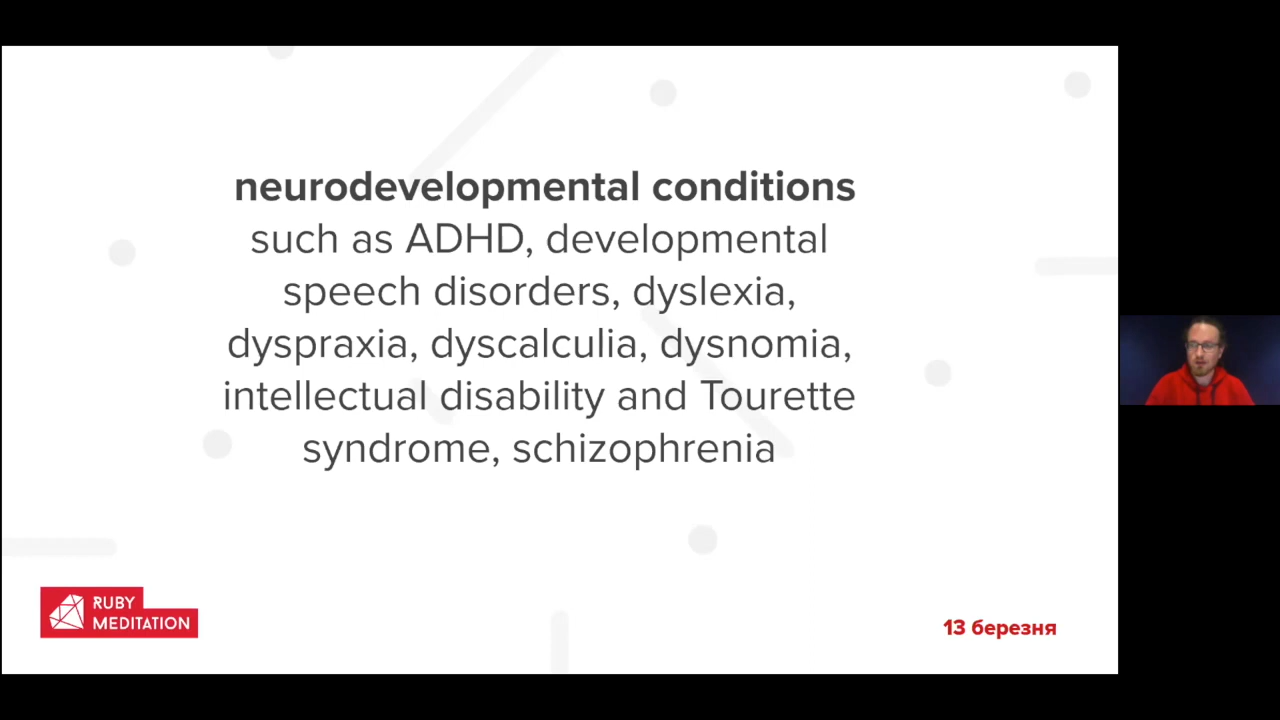 neurodevelopmental conditions
such as ADHD, developmental
speech disorders, dyslexia,
dyspraxia, dyscalculia, dysnomia,
intellectual disability and Tourette
syndrome, schizophrenia
RUBY
MEDITATION
13 березня